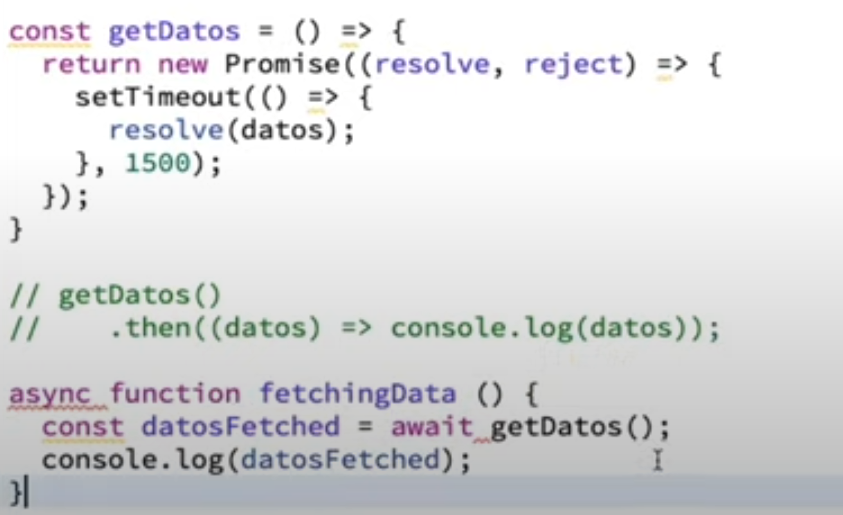 const getDatos = () => {
  return new Promise((resolve, reject) => {
    setTimeout(() => {
      resolve(datos);
    }, 1500);
  });
}

// getDatos()
//    .then((datos) => console.log(datos));

async function fetchingData () {
  const datosFetched = await getDatos();
  console.log(datosFetched);
}